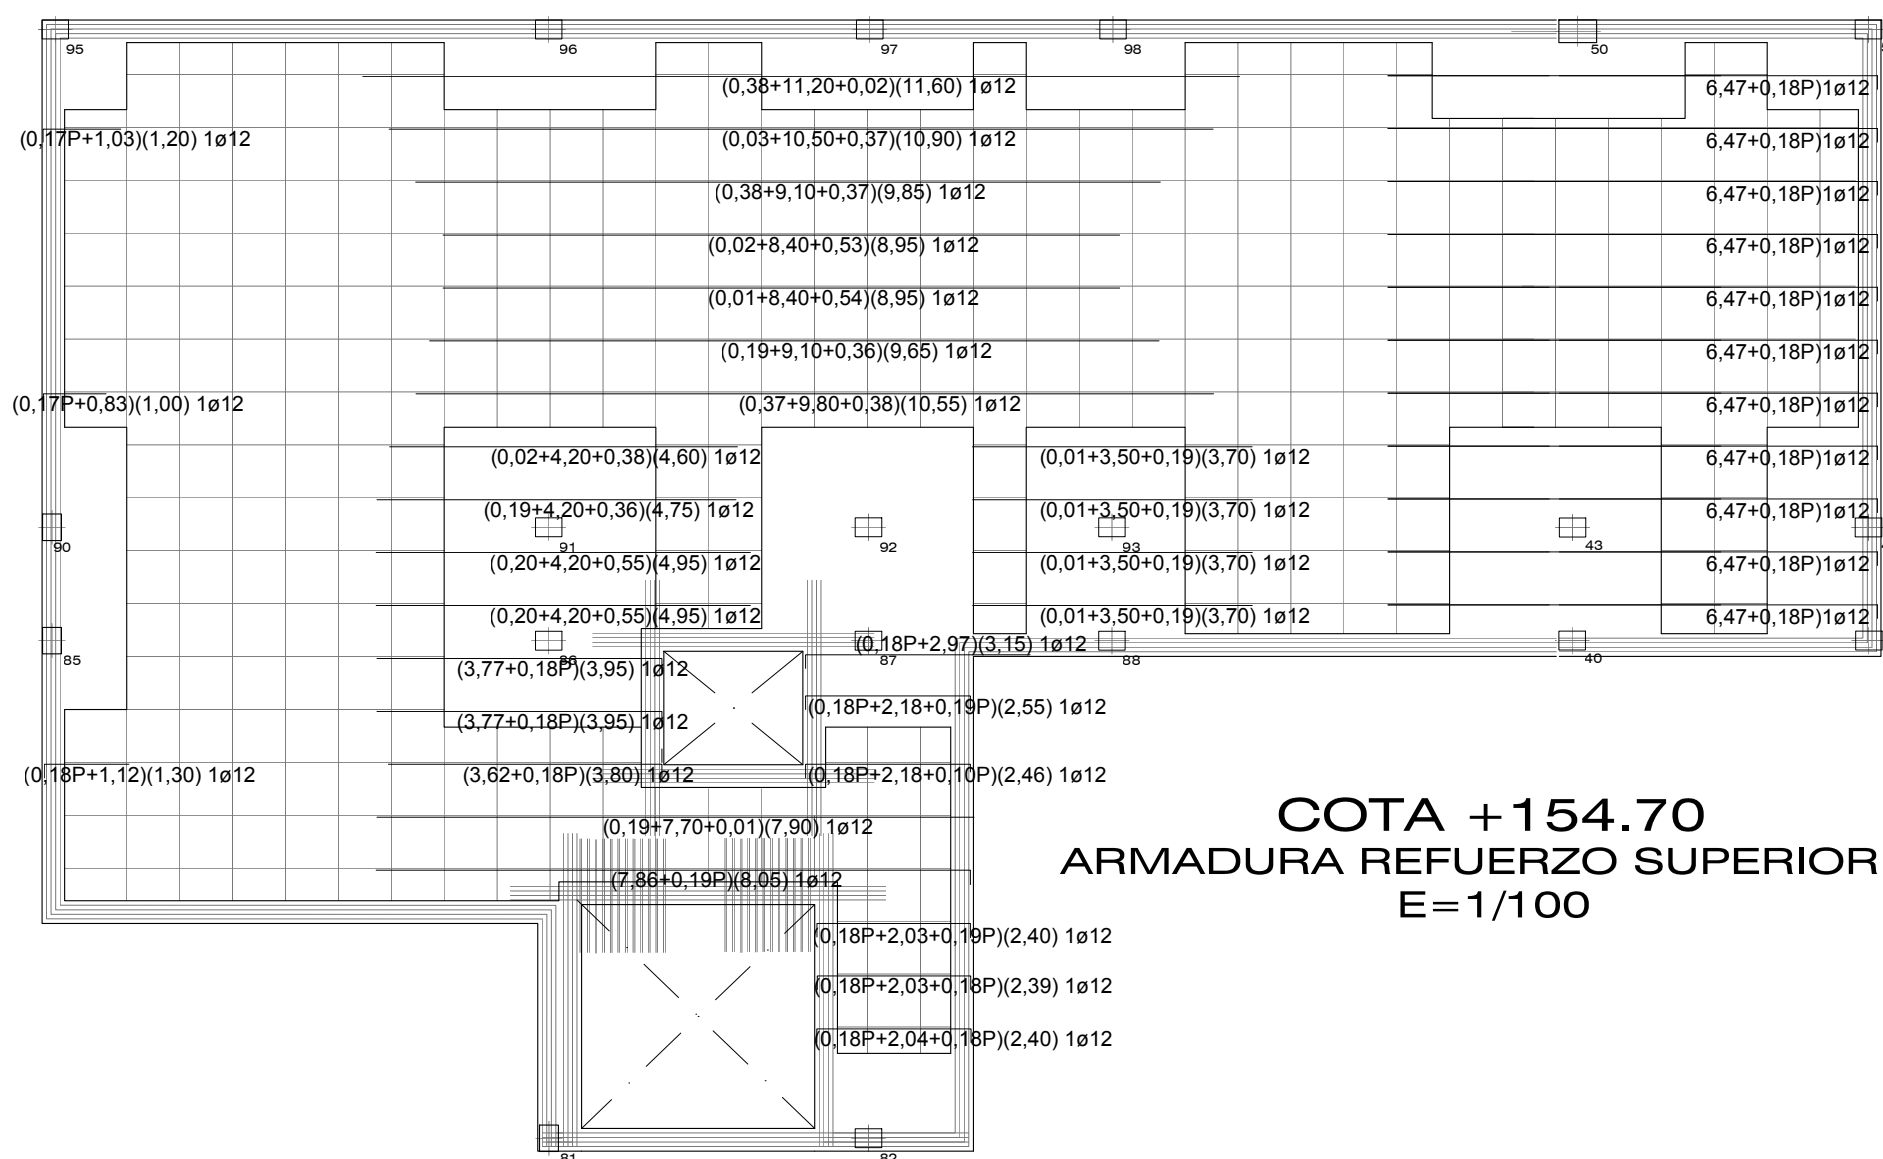 95 96 97 98 50
(0,38+11,20+0,02)(11,60) 1ø12 6,47+0,18P)1ø12
(0,17P+1,03)(1,20) 1ø12 (0,03+10,50+0,37)(10,90) 1ø12 6,47+0,18P)1ø12
(0,38+9,10+0,37)(9,85) 1ø12 6,47+0,18P)1ø12
(0,02+8,40+0,53)(8,95) 1ø12 6,47+0,18P)1ø12
(0,01+8,40+0,54)(8,95) 1ø12 6,47+0,18P)1ø12
(0,19+9,10+0,36)(9,65) 1ø12 6,47+0,18P)1ø12
(0,17P+0,83)(1,00) 1ø12 (0,37+9,80+0,38)(10,55) 1ø12 6,47+0,18P)1ø12
(0,02+4,20+0,38)(4,60) 1ø12 (0,01+3,50+0,19)(3,70) 1ø12 6,47+0,18P)1ø12
(0,19+4,20+0,36)(4,75) 1ø12 (0,01+3,50+0,19)(3,70) 1ø12 6,47+0,18P)1ø12
90 91 92 93 43
(0,20+4,20+0,55)(4,95) 1ø12 (0,01+3,50+0,19)(3,70) 1ø12 6,47+0,18P)1ø12
(0,20+4,20+0,55)(4,95) 1ø12 (0,01+3,50+0,19)(3,70) 1ø12 6,47+0,18P)1ø12
(0,18P+2,97)(3,15) 1ø12
85 86 87 88 40
(3,77+0,18P)(3,95) 1ø12
(0,18P+2,18+0,19P)(2,55) 1ø12
(3,77+0,18P)(3,95) 1ø12
(0,18P+1,12)(1,30) 1ø12 (3,62+0,18P)(3,80) 1ø12 (0,18P+2,18+0,10P)(2,46) 1ø12
(0,19+7,70+0,01)(7,90) 1ø12
(7,86+0,19P)(8,05) 1ø12
(0,18P+2,03+0,19P)(2,40) 1ø12
(0,18P+2,03+0,18P)(2,39) 1ø12
(0,18P+2,04+0,18P)(2,40) 1ø12
81 82
COTA +154.70
ARMADURA REFUERZO SUPERIOR
E=1/100